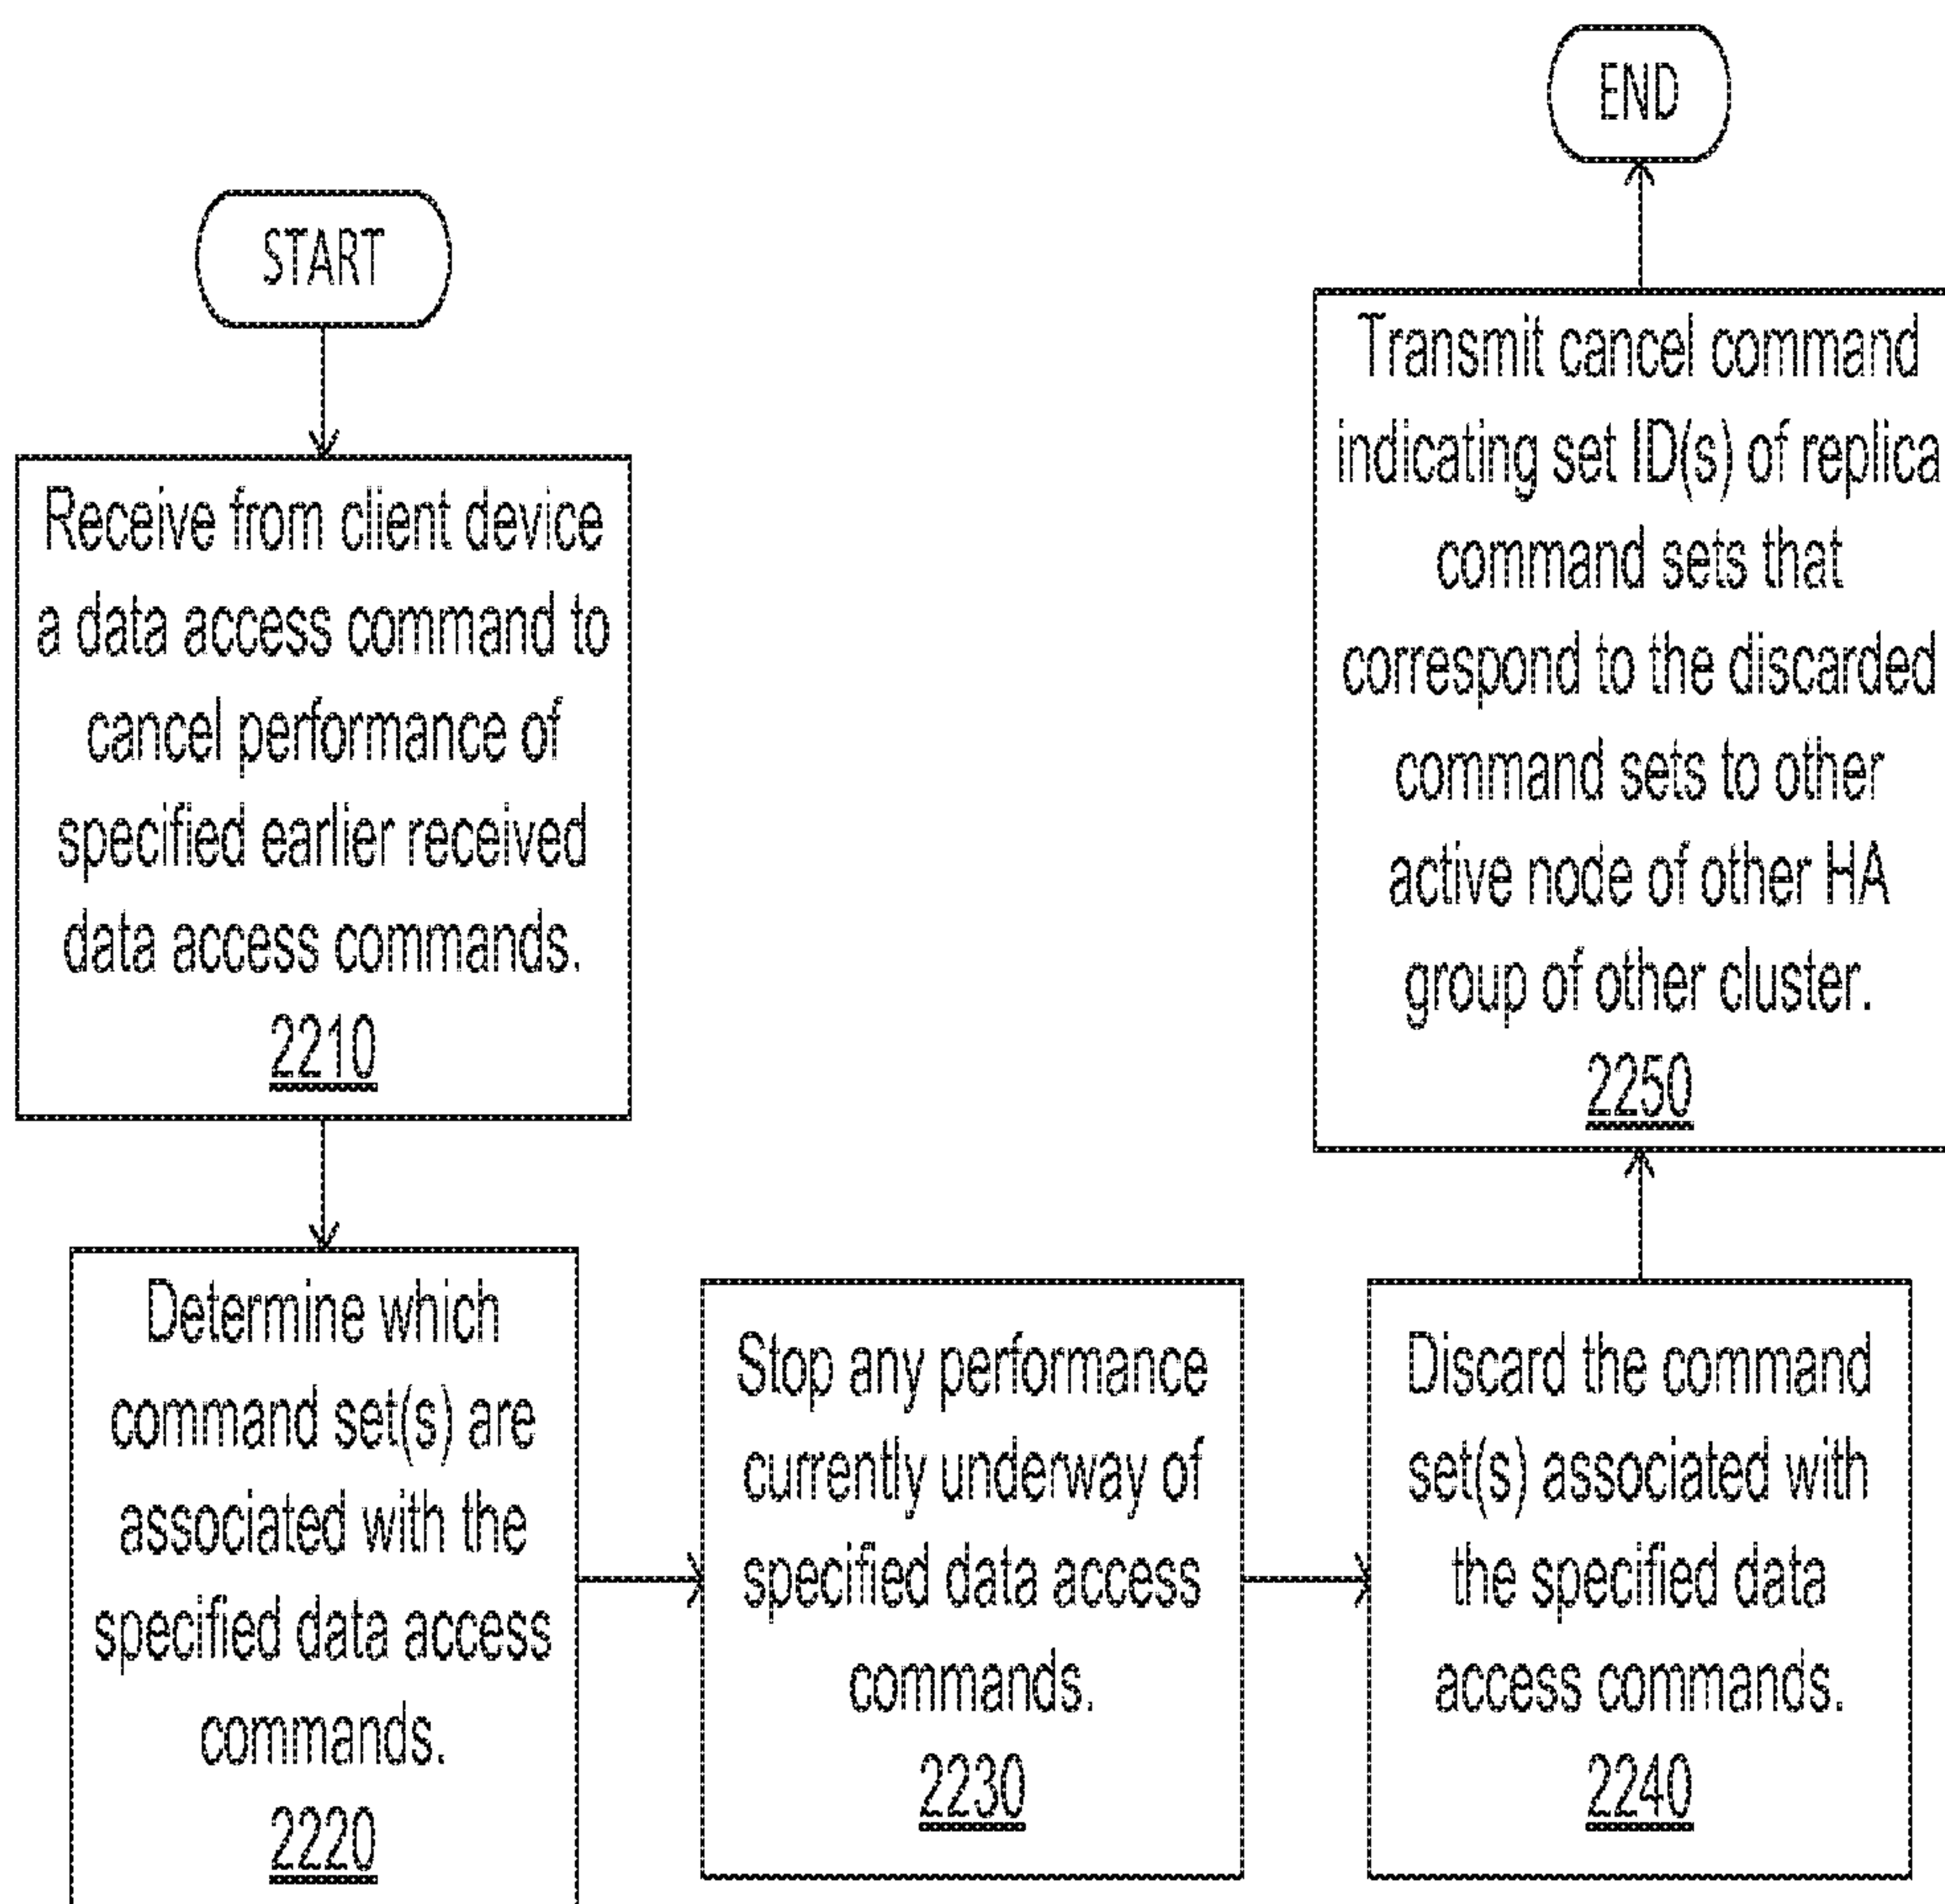 START
Receive from client device
a data access command to
cancel performance of
specified earlier received
data access commands.
2210
Determine which
command set(s) are
associated with the
specified data access
commands.
2220
Stop any performance
currently underway of
specified data access
commands.
2230
Discard the command
set(s) associated with
the specified data
access commands.
2240
Transmit cancel command
indicating set ID(s) of replica
command sets that
correspond to the discarded
command sets to other
active node of other HA
group of other cluster.
2250
END